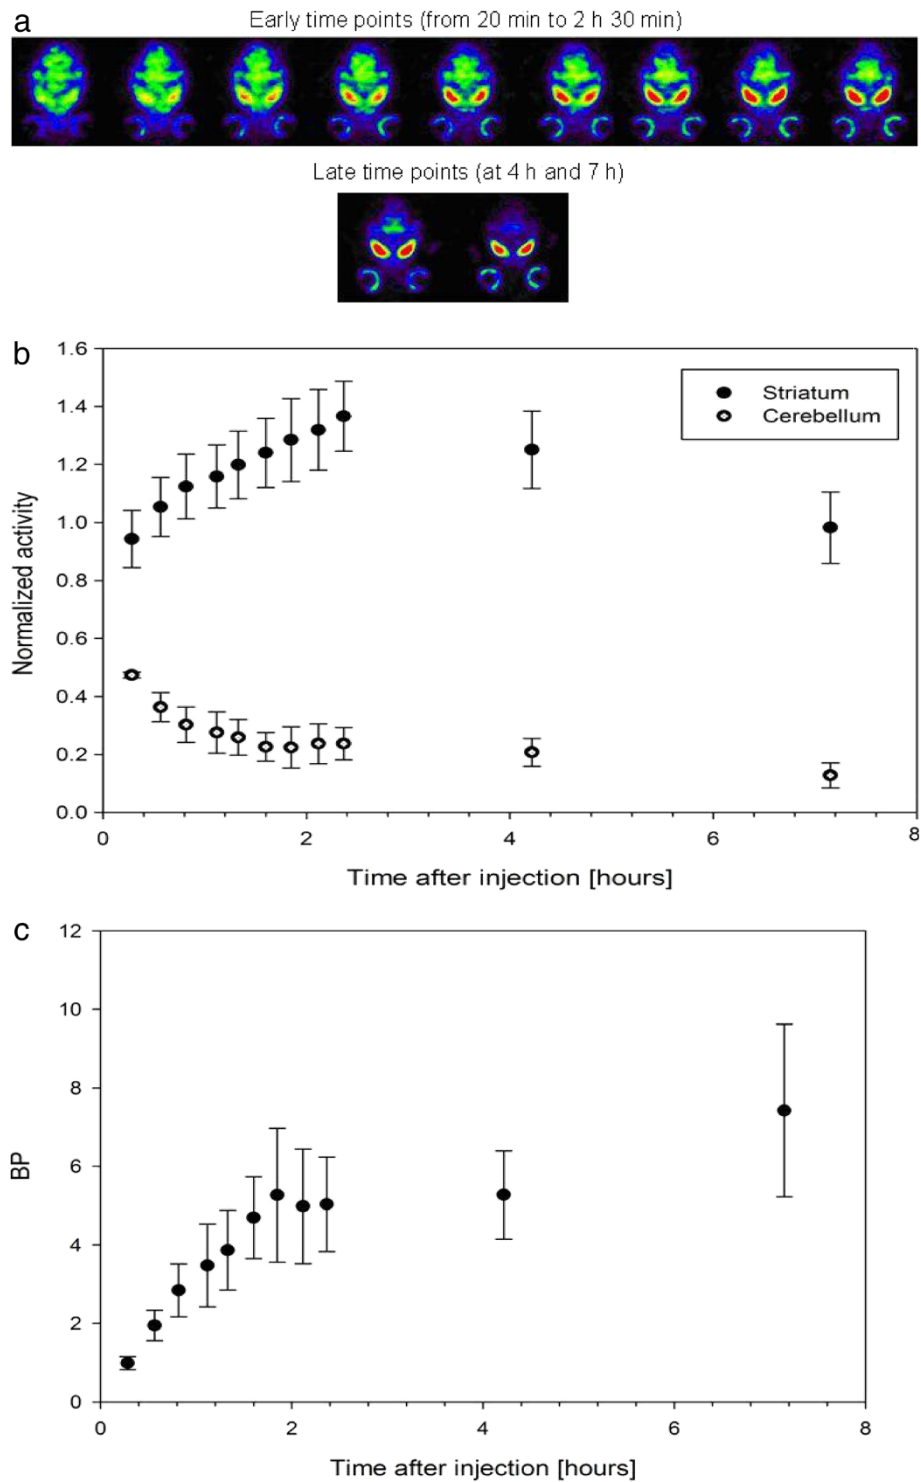 a
Early time points (from 20 min to 2 h 30 min)
Late time points (at 4 h and 7 h)
b
1.6
1.4
1.2
1.0
0.8
0.6
0.4
0.2
0.0
Normalized activity
Striatum
Cerebellum
0 2 4 6 8
Time after injection [hours]
c
12
10
8
6
4
2
0
BP
0 2 4 6 8
Time after injection [hours]